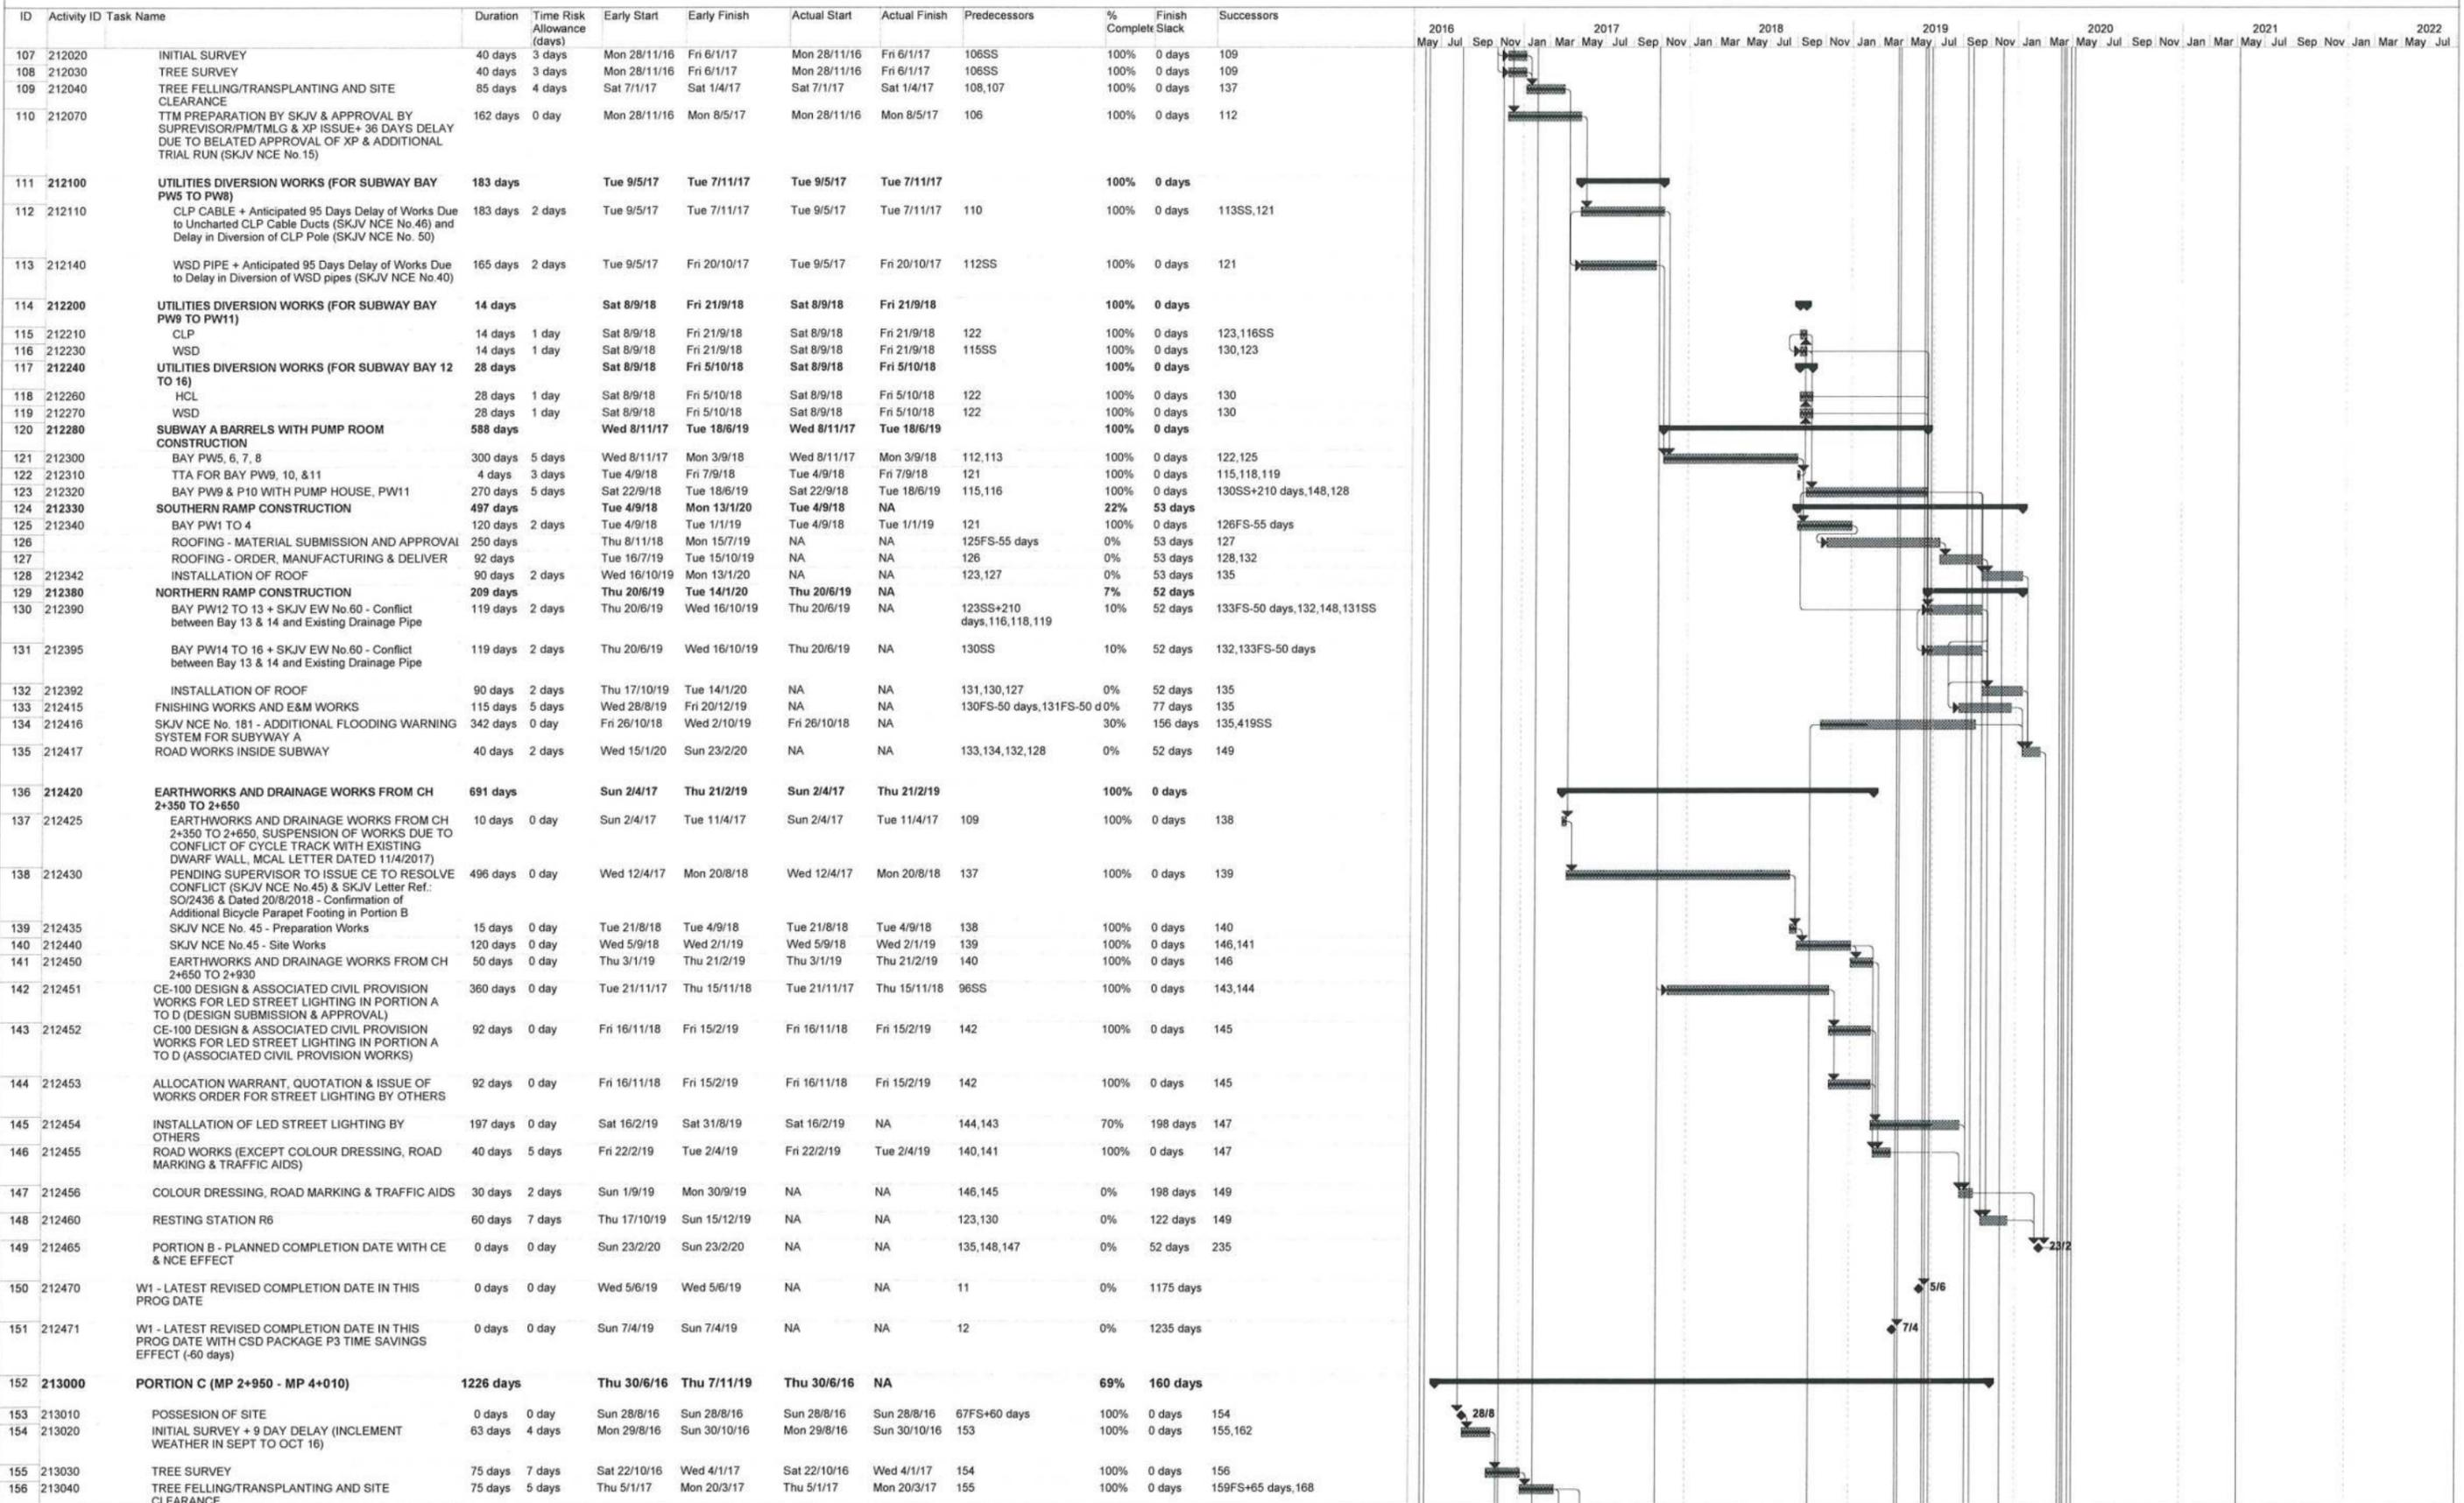 ID Activity ID Task Name Duration Time Risk Allowance (days) Early Start Early Finish Actual Start Actual Finish Predecessors % Complete Finish Slack Successors
2016 2017 2018 2019 2020 2021 2022
May Jul Sep Nov Jan Mar May Jul Sep Nov Jan Mar May Jul Sep Nov Jan Mar May Jul Sep Nov Jan Mar May Jul Sep Nov Jan Mar May Jul Sep Nov Jan Mar May Jul
107 212020 INITIAL SURVEY 40 days 3 days Mon 28/11/16 Fri 6/1/17 Mon 28/11/16 Fri 6/1/17 106SS 100% 0 days 109
108 212030 TREE SURVEY 40 days 3 days Mon 28/11/16 Fri 6/1/17 Mon 28/11/16 Fri 6/1/17 106SS 100% 0 days 109
109 212040 TREE FELLING/TRANSPLANTING AND SITE 85 days 4 days Sat 7/1/17 Sat 1/4/17 Sat 7/1/17 Sat 1/4/17 108,107 100% 0 days 137
CLEARANCE
110 212070 TTM PREPARATION BY SKJV & APPROVAL BY 162 days 0 day Mon 28/11/16 Mon 8/5/17 Mon 28/11/16 Mon 8/5/17 106 100% 0 days 112
SUPREVISOR/PM/TMLG & XP ISSUE+ 36 DAYS DELAY
DUE TO BELATED APPROVAL OF XP & ADDITIONAL
TRIAL RUN (SKJV NCE No.15)
111 212100 UTILITIES DIVERSION WORKS (FOR SUBWAY BAY 183 days Tue 9/5/17 Tue 7/11/17 Tue 9/5/17 Tue 7/11/17 100% 0 days
PW5 TO PW8)
112 212110 CLP CABLE + Anticipated 95 Days Delay of Works Due 183 days 2 days Tue 9/5/17 Tue 7/11/17 Tue 9/5/17 Tue 7/11/17 110 100% 0 days 113SS,121
to Uncharted CLP Cable Ducts (SKJV NCE No.46) and
Delay in Diversion of CLP Pole (SKJV NCE No. 50)
113 212140 WSD PIPE + Anticipated 95 Days Delay of Works Due 165 days 2 days Tue 9/5/17 Fri 20/10/17 Tue 9/5/17 Fri 20/10/17 112SS 100% 0 days 121
to Delay in Diversion of WSD pipes (SKJV NCE No.40)
114 212200 UTILITIES DIVERSION WORKS (FOR SUBWAY BAY 14 days Sat 8/9/18 Fri 21/9/18 Sat 8/9/18 Fri 21/9/18 100% 0 days
PW9 TO PW11)
115 212210 CLP 14 days 1 day Sat 8/9/18 Fri 21/9/18 Sat 8/9/18 Fri 21/9/18 122 100% 0 days 123,116SS
116 212230 WSD 14 days 1 day Sat 8/9/18 Fri 21/9/18 Sat 8/9/18 Fri 21/9/18 115SS 100% 0 days 130,123
117 212240 UTILITIES DIVERSION WORKS (FOR SUBWAY BAY 12 28 days Sat 8/9/18 Fri 5/10/18 Sat 8/9/18 Fri 5/10/18 100% 0 days
TO 16)
118 212260 HCL 28 days 1 day Sat 8/9/18 Fri 5/10/18 Sat 8/9/18 Fri 5/10/18 122 100% 0 days 130
119 212270 WSD 28 days 1 day Sat 8/9/18 Fri 5/10/18 Sat 8/9/18 Fri 5/10/18 122 100% 0 days 130
120 212280 SUBWAY A BARRELS WITH PUMP ROOM 588 days Wed 8/11/17 Tue 18/6/19 Wed 8/11/17 Tue 18/6/19 100% 0 days
CONSTRUCTION
121 212300 BAY PW5, 6, 7, 8 300 days 5 days Wed 8/11/17 Mon 3/9/18 Wed 8/11/17 Mon 3/9/18 112,113 100% 0 days 122,125
122 212310 TTA FOR BAY PW9, 10, &11 4 days 3 days Tue 4/9/18 Fri 7/9/18 Tue 4/9/18 Fri 7/9/18 121 100% 0 days 115,118,119
123 212320 BAY PW9 & P10 WITH PUMP HOUSE, PW11 270 days 5 days Sat 22/9/18 Tue 18/6/19 Sat 22/9/18 Tue 18/6/19 115,116 100% 0 days 130SS+210 days,148,128
124 212330 SOUTHERN RAMP CONSTRUCTION 497 days Tue 4/9/18 Mon 13/1/20 Tue 4/9/18 NA 22% 53 days
125 212340 BAY PW1 TO 4 120 days 2 days Tue 4/9/18 Tue 1/1/19 Tue 4/9/18 Tue 1/1/19 121 100% 0 days 126FS-55 days
126 ROOFING - MATERIAL SUBMISSION AND APPROVAL 250 days Thu 8/11/18 Mon 15/7/19 NA NA 125FS-55 days 0% 53 days 127
127 ROOFING - ORDER, MANUFACTURING & DELIVER 92 days Tue 16/7/19 Tue 15/10/19 NA NA 126 0% 53 days 128,132
128 212342 INSTALLATION OF ROOF 90 days 2 days Wed 16/10/19 Mon 13/1/20 NA NA 123,127 0% 53 days 135
129 212380 NORTHERN RAMP CONSTRUCTION 209 days Thu 20/6/19 Tue 14/1/20 Thu 20/6/19 NA 7% 52 days
130 212390 BAY PW12 TO 13 + SKJV EW No.60 - Conflict 119 days 2 days Thu 20/6/19 Wed 16/10/19 Thu 20/6/19 NA 123SS+210 10% 52 days 133FS-50 days,132,148,131SS
between Bay 13 & 14 and Existing Drainage Pipe days,116,118,119
131 212395 BAY PW14 TO 16 + SKJV EW No.60 - Conflict 119 days 2 days Thu 20/6/19 Wed 16/10/19 Thu 20/6/19 NA 130SS 10% 52 days 132,133FS-50 days
between Bay 13 & 14 and Existing Drainage Pipe
132 212392 INSTALLATION OF ROOF 90 days 2 days Thu 17/10/19 Tue 14/1/20 NA NA 131,130,127 0% 52 days 135
133 212415 FNISHING WORKS AND E&M WORKS 115 days 5 days Wed 28/8/19 Fri 20/12/19 NA NA 130FS-50 days,131FS-50 d 0% 77 days 135
134 212416 SKJV NCE No. 181 - ADDITIONAL FLOODING WARNING 342 days 0 day Fri 26/10/18 Wed 2/10/19 Fri 26/10/18 NA 30% 156 days 135,419SS
SYSTEM FOR SUBYWAY A
135 212417 ROAD WORKS INSIDE SUBWAY 40 days 2 days Wed 15/1/20 Sun 23/2/20 NA NA 133,134,132,128 0% 52 days 149
136 212420 EARTHWORKS AND DRAINAGE WORKS FROM CH 691 days Sun 2/4/17 Thu 21/2/19 Sun 2/4/17 Thu 21/2/19 100% 0 days
2+350 TO 2+650
137 212425 EARTHWORKS AND DRAINAGE WORKS FROM CH 10 days 0 day Sun 2/4/17 Tue 11/4/17 Sun 2/4/17 Tue 11/4/17 109 100% 0 days 138
2+350 TO 2+650, SUSPENSION OF WORKS DUE TO
CONFLICT OF CYCLE TRACK WITH EXISTING
DWARF WALL, MCAL LETTER DATED 11/4/2017)
138 212430 PENDING SUPERVISOR TO ISSUE CE TO RESOLVE 496 days 0 day Wed 12/4/17 Mon 20/8/18 Wed 12/4/17 Mon 20/8/18 137 100% 0 days 139
CONFLICT (SKJV NCE No.45) & SKJV Letter Ref.:
SO/2436 & Dated 20/8/2018 - Confirmation of
Additional Bicycle Parapet Footing in Portion B
139 212435 SKJV NCE No. 45 - Preparation Works 15 days 0 day Tue 21/8/18 Tue 4/9/18 Tue 21/8/18 Tue 4/9/18 138 100% 0 days 140
140 212440 SKJV NCE No.45 - Site Works 120 days 0 day Wed 5/9/18 Wed 2/1/19 Wed 5/9/18 Wed 2/1/19 139 100% 0 days 146,141
141 212450 EARTHWORKS AND DRAINAGE WORKS FROM CH 50 days 0 day Thu 3/1/19 Thu 21/2/19 Thu 3/1/19 Thu 21/2/19 140 100% 0 days 146
2+650 TO 2+930
142 212451 CE-100 DESIGN & ASSOCIATED CIVIL PROVISION 360 days 0 day Tue 21/11/17 Thu 15/11/18 Tue 21/11/17 Thu 15/11/18 96SS 100% 0 days 143,144
WORKS FOR LED STREET LIGHTING IN PORTION A
TO D (DESIGN SUBMISSION & APPROVAL)
143 212452 CE-100 DESIGN & ASSOCIATED CIVIL PROVISION 92 days 0 day Fri 16/11/18 Fri 15/2/19 Fri 16/11/18 Fri 15/2/19 142 100% 0 days 145
WORKS FOR LED STREET LIGHTING IN PORTION A
TO D (ASSOCIATED CIVIL PROVISION WORKS)
144 212453 ALLOCATION WARRANT, QUOTATION & ISSUE OF 92 days 0 day Fri 16/11/18 Fri 15/2/19 Fri 16/11/18 Fri 15/2/19 142 100% 0 days 145
WORKS ORDER FOR STREET LIGHTING BY OTHERS
145 212454 INSTALLATION OF LED STREET LIGHTING BY 197 days 0 day Sat 16/2/19 Sat 31/8/19 Sat 16/2/19 NA 144,143 70% 198 days 147
OTHERS
146 212455 ROAD WORKS (EXCEPT COLOUR DRESSING, ROAD 40 days 5 days Fri 22/2/19 Tue 2/4/19 Fri 22/2/19 Tue 2/4/19 140,141 100% 0 days 147
MARKING & TRAFFIC AIDS)
147 212456 COLOUR DRESSING, ROAD MARKING & TRAFFIC AIDS 30 days 2 days Sun 1/9/19 Mon 30/9/19 NA NA 146,145 0% 198 days 149
148 212460 RESTING STATION R6 60 days 7 days Thu 17/10/19 Sun 15/12/19 NA NA 123,130 0% 122 days 149
149 212465 PORTION B - PLANNED COMPLETION DATE WITH CE 0 days 0 day Sun 23/2/20 Sun 23/2/20 NA NA 135,148,147 0% 52 days 235 23/2
& NCE EFFECT
150 212470 W1 - LATEST REVISED COMPLETION DATE IN THIS 0 days 0 day Wed 5/6/19 Wed 5/6/19 NA NA 11 0% 1175 days 5/6
PROG DATE
151 212471 W1 - LATEST REVISED COMPLETION DATE IN THIS 0 days 0 day Sun 7/4/19 Sun 7/4/19 NA NA 12 0% 1235 days 7/4
PROG DATE WITH CSD PACKAGE P3 TIME SAVINGS
EFFECT (-60 days)
152 213000 PORTION C (MP 2+950 - MP 4+010) 1226 days Thu 30/6/16 Thu 7/11/19 Thu 30/6/16 NA 69% 160 days
153 213010 POSSESION OF SITE 0 days 0 day Sun 28/8/16 Sun 28/8/16 Sun 28/8/16 Sun 28/8/16 67FS+60 days 100% 0 days 154 28/8
154 213020 INITIAL SURVEY + 9 DAY DELAY (INCLEMENT 63 days 4 days Mon 29/8/16 Sun 30/10/16 Mon 29/8/16 Sun 30/10/16 153 100% 0 days 155,162
WEATHER IN SEPT TO OCT 16)
155 213030 TREE SURVEY 75 days 7 days Sat 22/10/16 Wed 4/1/17 Sat 22/10/16 Wed 4/1/17 154 100% 0 days 156
156 213040 TREE FELLING/TRANSPLANTING AND SITE 75 days 5 days Thu 5/1/17 Mon 20/3/17 Thu 5/1/17 Mon 20/3/17 155 100% 0 days 159FS+65 days,168
CLEARANCE